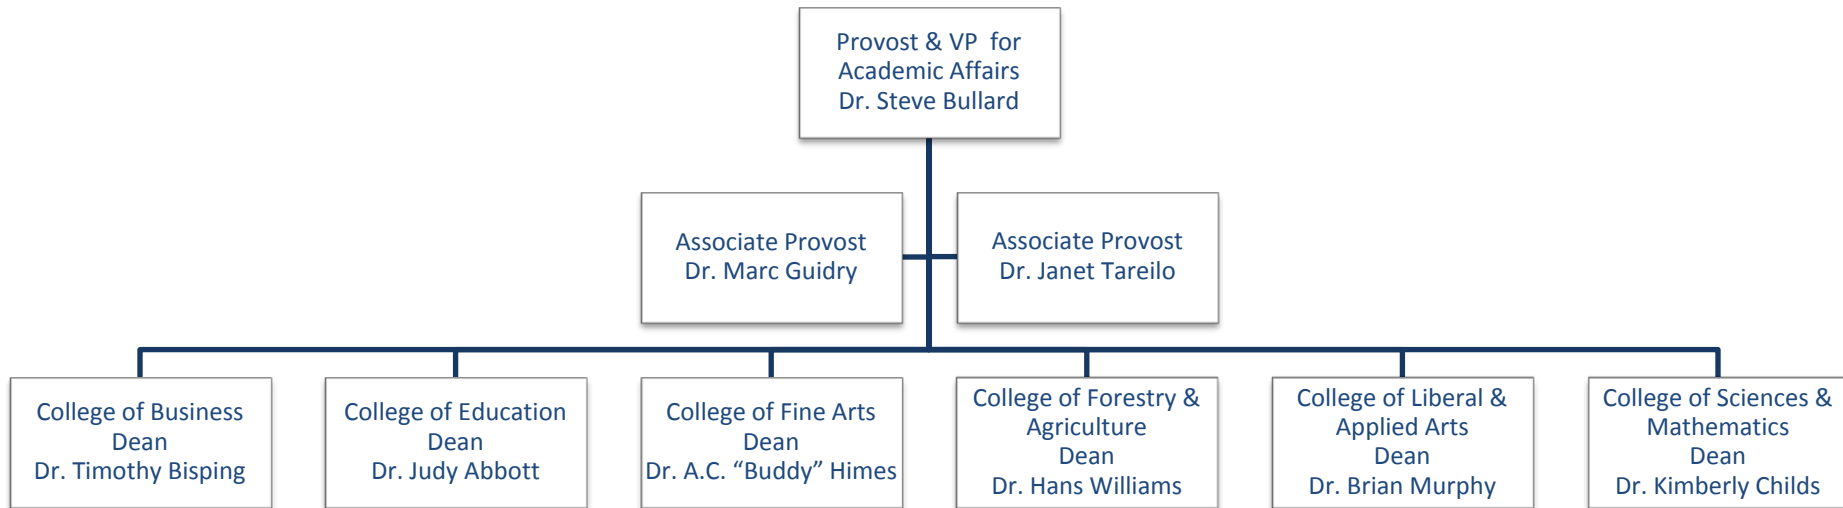 Provost & VP for
Academic Affairs
Dr. Steve Bullard
Associate Provost
Dr. Marc Guidry
Associate Provost
Dr. Janet Tareilo
College of Business
Dean
Dr. Timothy Bisping
College of Education
Dean
Dr. Judy Abbott
College of Fine Arts
Dean
Dr. A.C. “Buddy” Himes
College of Forestry &
Agriculture
Dean
Dr. Hans Williams
College of Liberal &
Applied Arts
Dean
Dr. Brian Murphy
College of Sciences &
Mathematics
Dean
Dr. Kimberly Childs